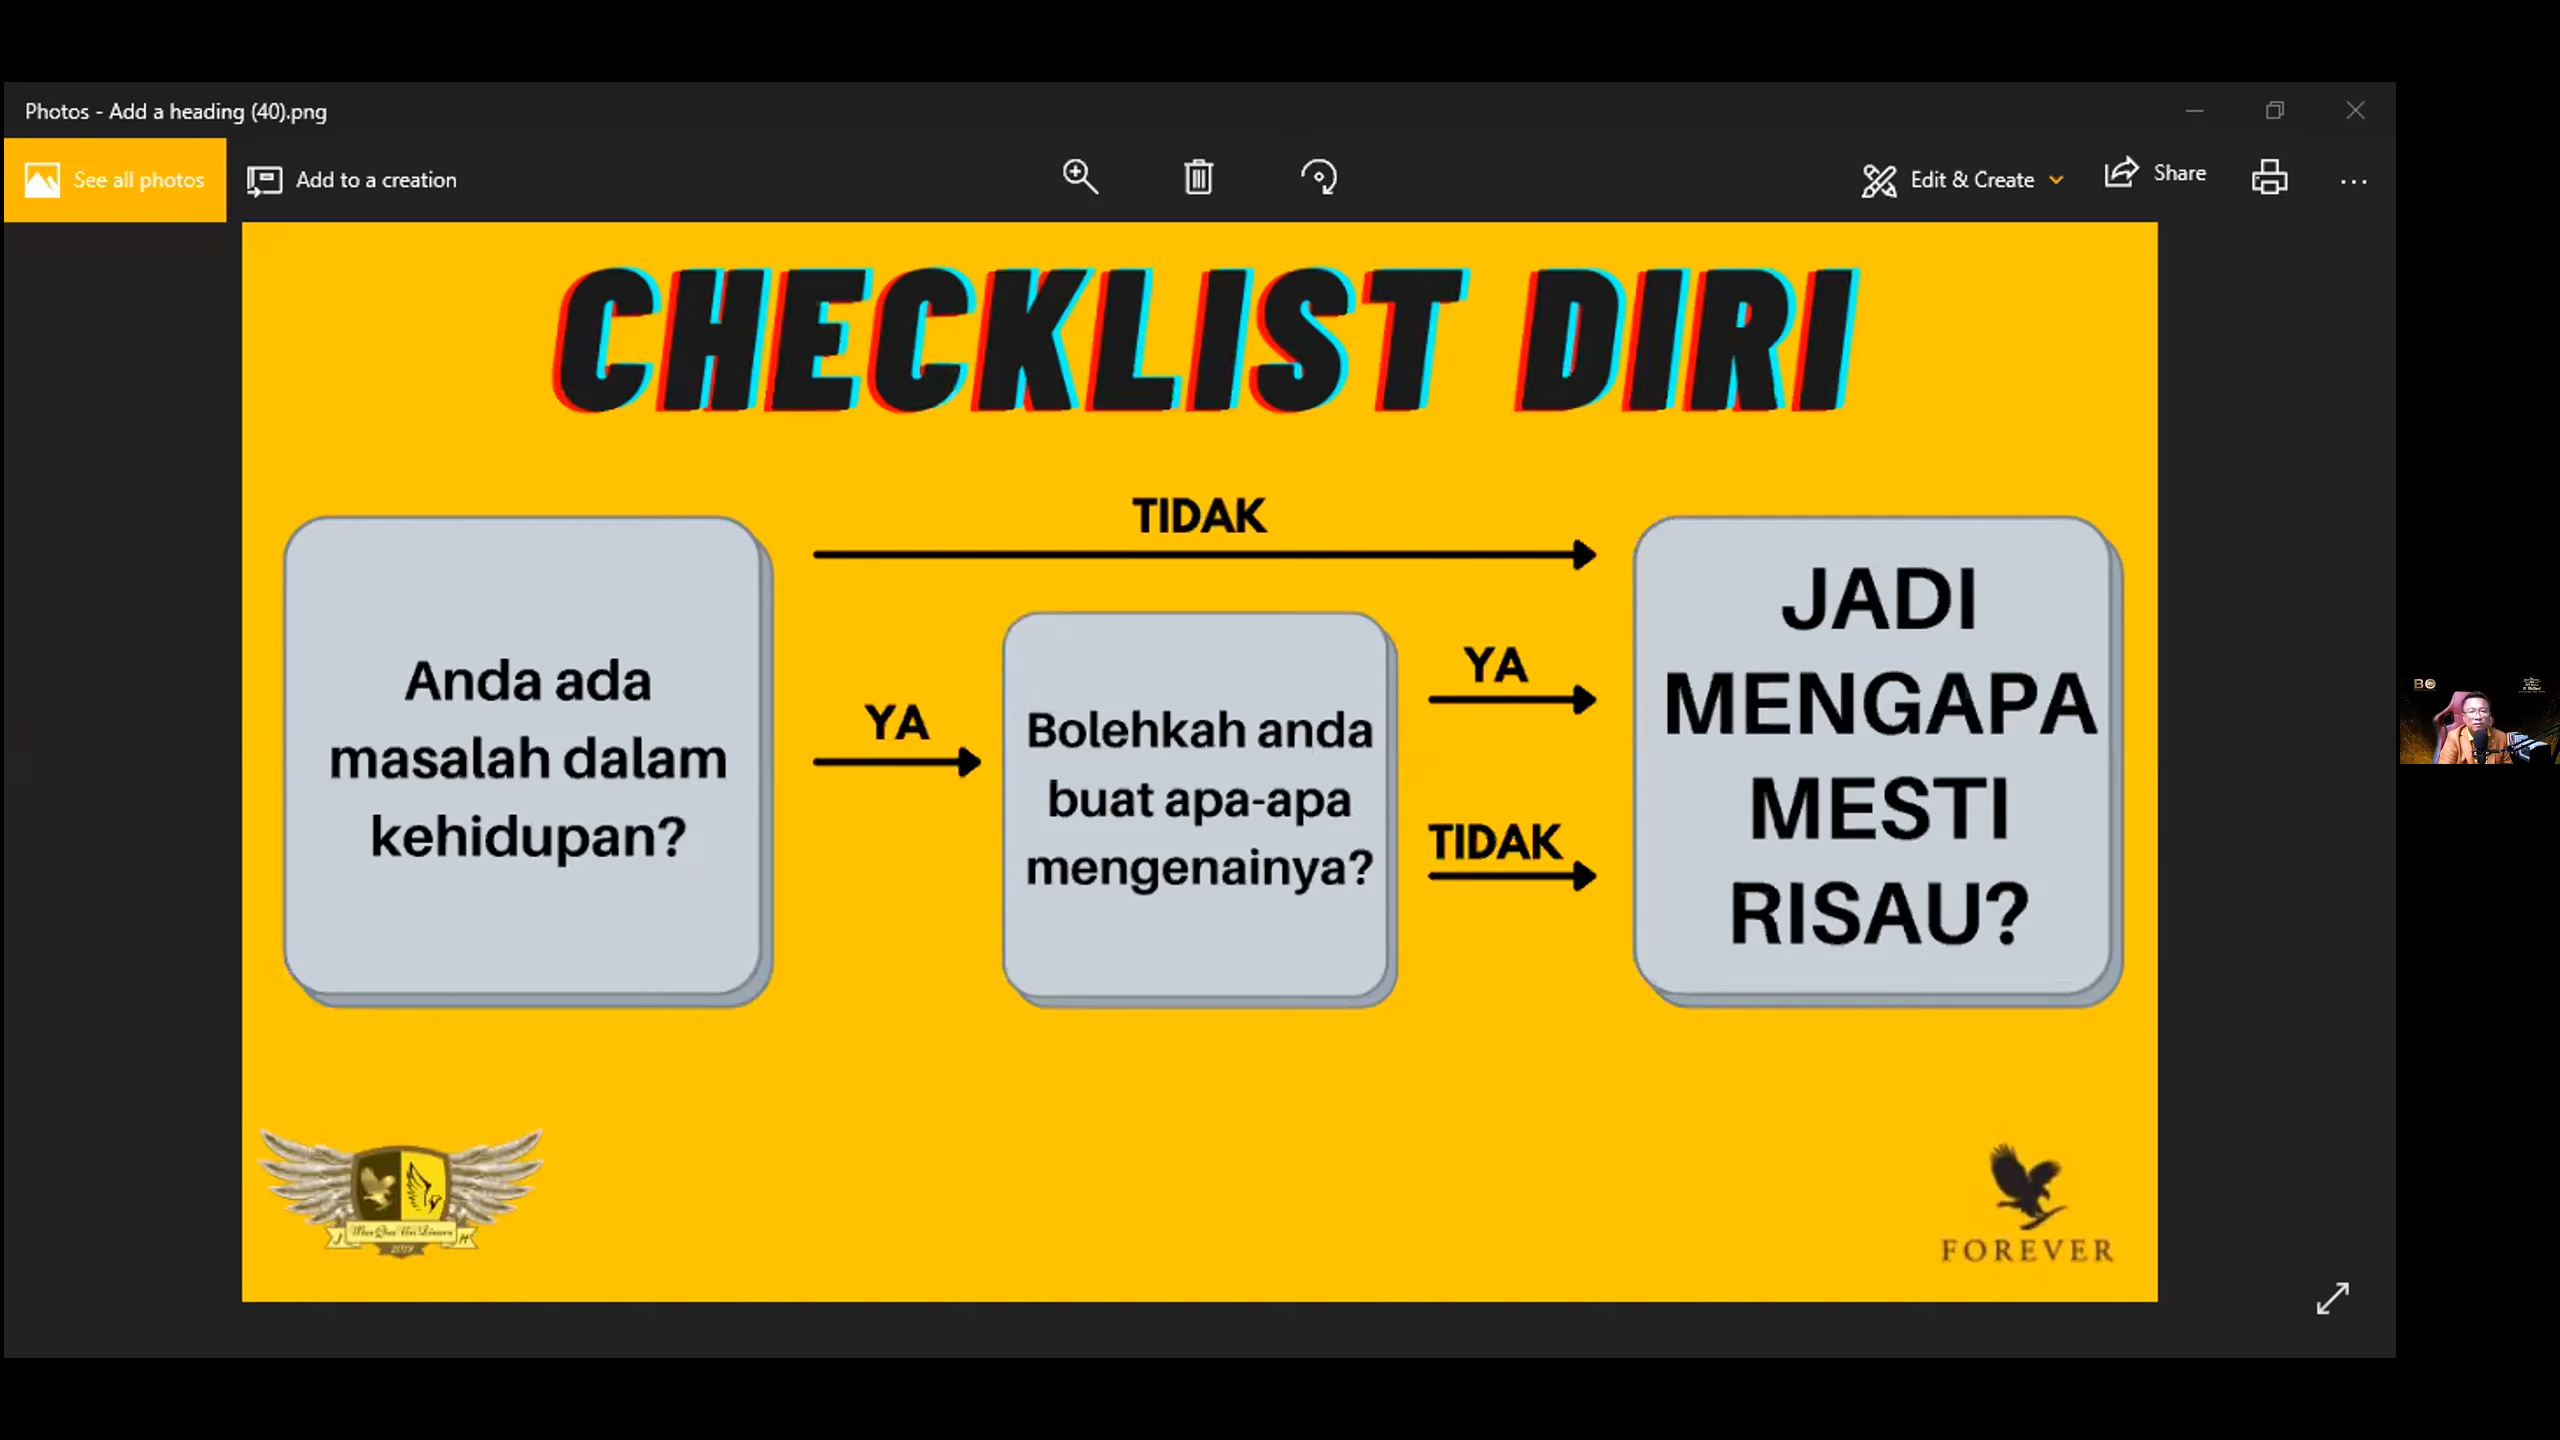 Photos - Add a heading (40).png
See all photos
Add to a creation
Edit & Create
Share
CHECKLIST DIRI
TIDAK
Anda ada
masalah dalam
kehidupan?
YA
Bolehkah anda
buat apa-apa
mengenainya?
YA
TIDAK
JADI
MENGAPA
MESTI
RISAU?
J
H
2019
FOREVER